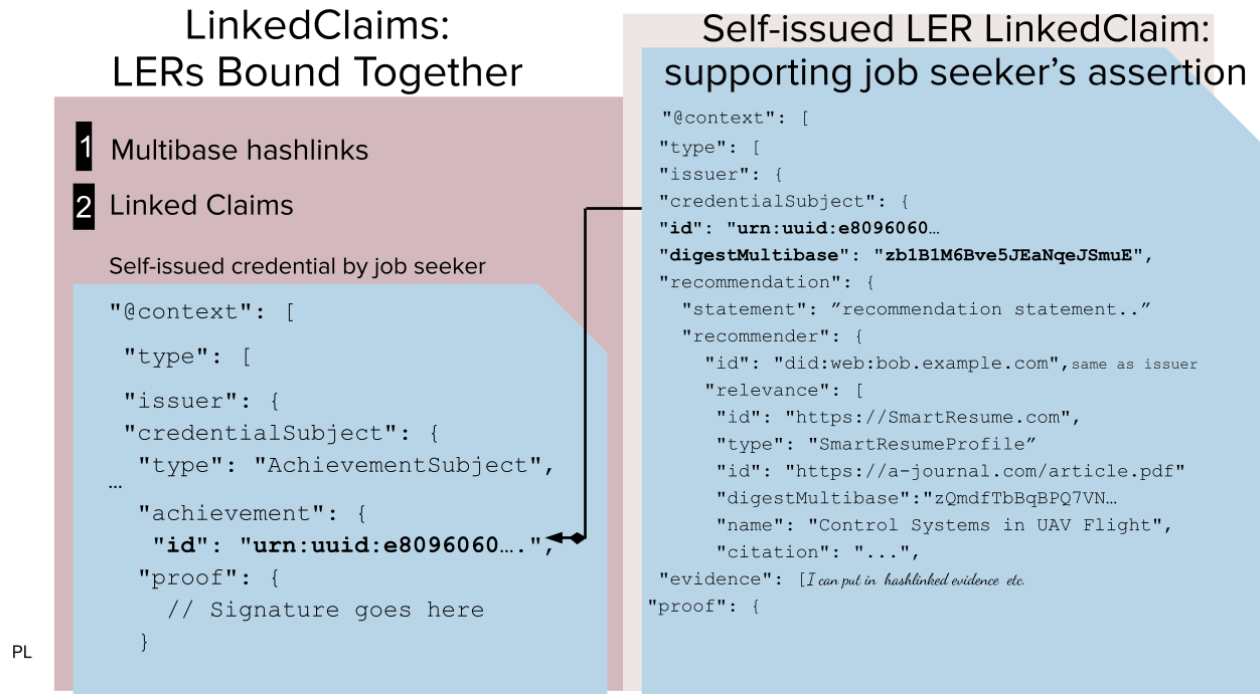 LinkedClaims:
LERs Bound Together
1 Multibase hashlinks
2 Linked Claims
Self-issued credential by job seeker
"@context": [
"type": [
"issuer": {
"credentialSubject": {
"type": "AchievementSubject",
…
"achievement": {
"id": "urn:uuid:e8096060….",
"proof": {
// Signature goes here
}
PL
Self-issued LER LinkedClaim:
supporting job seeker's assertion
"@context": [
"type": [
"issuer": {
"credentialSubject": {
"id": "urn:uuid:e8096060…
"digestMultibase": "zb1B1M6Bve5JEaNqeJSmuE",
"recommendation": {
"statement": ”recommendation statement..”
"recommender": {
"id": "did:web:bob.example.com", same as issuer
"relevance": [
"id": "https://SmartResume.com",
"type": "SmartResumeProfile”
"id": "https://a-journal.com/article.pdf"
"digestMultibase":"zQmdfTbBqBPQ7VN…
"name": "Control Systems in UAV Flight",
"citation": "...",
"evidence": [I can put in hashlinked evidence etc.
"proof": {